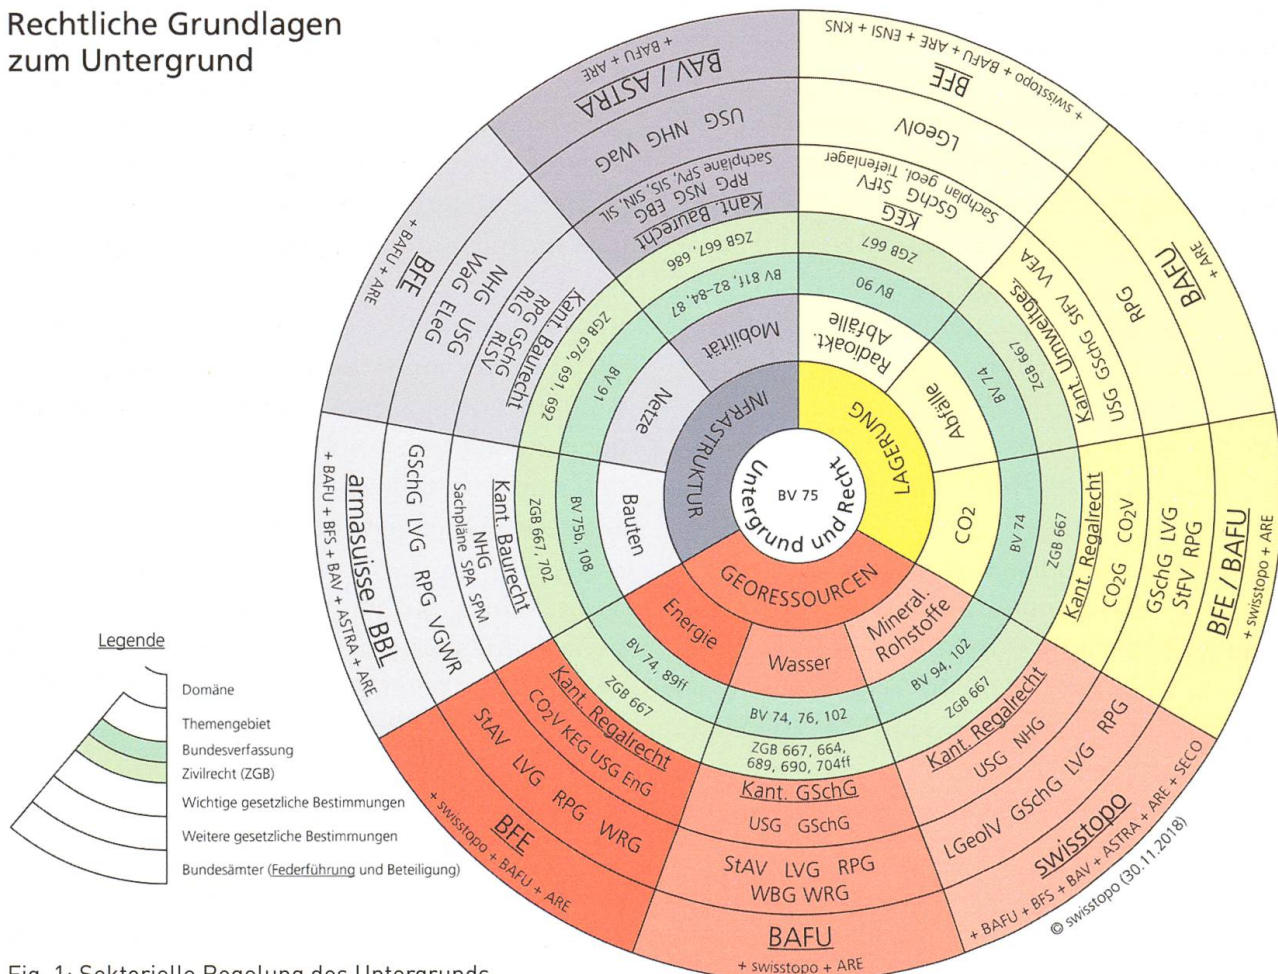 Rechtliche Grundlagen
zum Untergrund
Untergrund und Recht
BV 75
INFRASTRUKTUR
Mobilität
BV 81f, 82–84, 87
ZGB 667, 686
Kant. Baurecht
RPG NSG EBG
Sachpläne SPV, SIS, SIN, SIL
USG NHG WaG
BAV / ASTRA
+ BAFU + ARE
Netze
BV 91
ZGB 676, 691, 692
Kant. Baurecht
RPG GSchG
RLG RLSV
NHG USG
WaG ELeG
BFE
+ BAFU + ARE
Bauten
BV 75b, 108
ZGB 667, 702
Kant. Baurecht
NHG
Sachpläne SPA SPM
GSchG LVG RPG VGWR
armasuisse / BBL
+ BAFU + BFS + BAV + ASTRA + ARE
LAGERUNG
Radioakt.
Abfälle
BV 90
ZGB 667
KEG
GSchG StFV
Sachplan geol. Tiefenlager
LGeolV
BFE
+ swisstopo + BAFU + ARE + ENSI + KNS
Abfälle
BV 74
ZGB 667
Kant. Umweltges.
USG GSchG StFV VVEA
RPG
BAFU
+ ARE
CO2
BV 74
ZGB 667
Kant. Regalrecht
CO2G CO2V
GSchG LVG
StFV RPG
BFE / BAFU
+ swisstopo + ARE
GEORESSOURCEN
Energie
BV 74, 89ff
ZGB 667
Kant. Regalrecht
CO2V KEG USG EnG
StAV LVG RPG WRG
BFE
+ swisstopo + BAFU + ARE
Wasser
BV 74, 76, 102
ZGB 667, 664,
689, 690, 704ff
Kant. GSchG
USG GSchG
StAV LVG RPG
WBG WRG
BAFU
+ swisstopo + ARE
Mineral.
Rohstoffe
BV 94, 102
ZGB 667
Kant. Regalrecht
USG NHG
LGeolV GSchG LVG RPG
swisstopo
+ BAFU + BFS + BAV + ASTRA + ARE + SECO
© swisstopo (30.11.2018)
Legende
Domäne
Themengebiet
Bundesverfassung
Zivilrecht (ZGB)
Wichtige gesetzliche Bestimmungen
Weitere gesetzliche Bestimmungen
Bundesämter (Federführung und Beteiligung)
Fig. 1: Sektorielle Regelung des Untergrunds